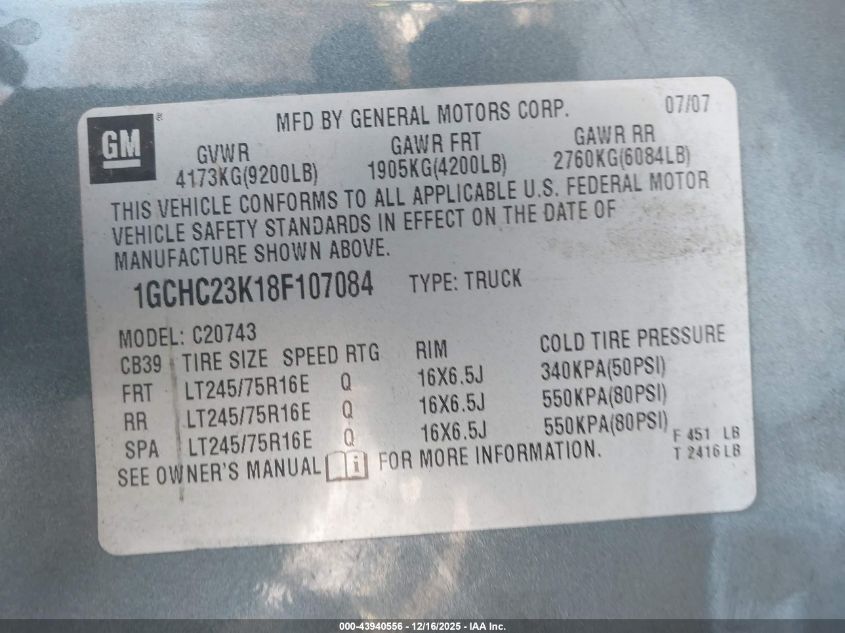 GM ®
MFD BY GENERAL MOTORS CORP. 07/07
GVWR GAWR FRT GAWR RR
4173KG(9200LB) 1905KG(4200LB) 2760KG(6084LB)
THIS VEHICLE CONFORMS TO ALL APPLICABLE U.S. FEDERAL MOTOR
VEHICLE SAFETY STANDARDS IN EFFECT ON THE DATE OF
MANUFACTURE SHOWN ABOVE.
1GCHC23K18F107084 TYPE: TRUCK
MODEL: C20743
CB39 TIRE SIZE SPEED RTG RIM COLD TIRE PRESSURE
FRT LT245/75R16E Q 16X6.5J 340KPA(50PSI)
RR LT245/75R16E Q 16X6.5J 550KPA(80PSI)
SPA LT245/75R16E Q 16X6.5J 550KPA(80PSI)
F 451 LB
T 2416 LB
SEE OWNER'S MANUAL i FOR MORE INFORMATION.
000-43940556 - 12/16/2025 - IAA Inc.